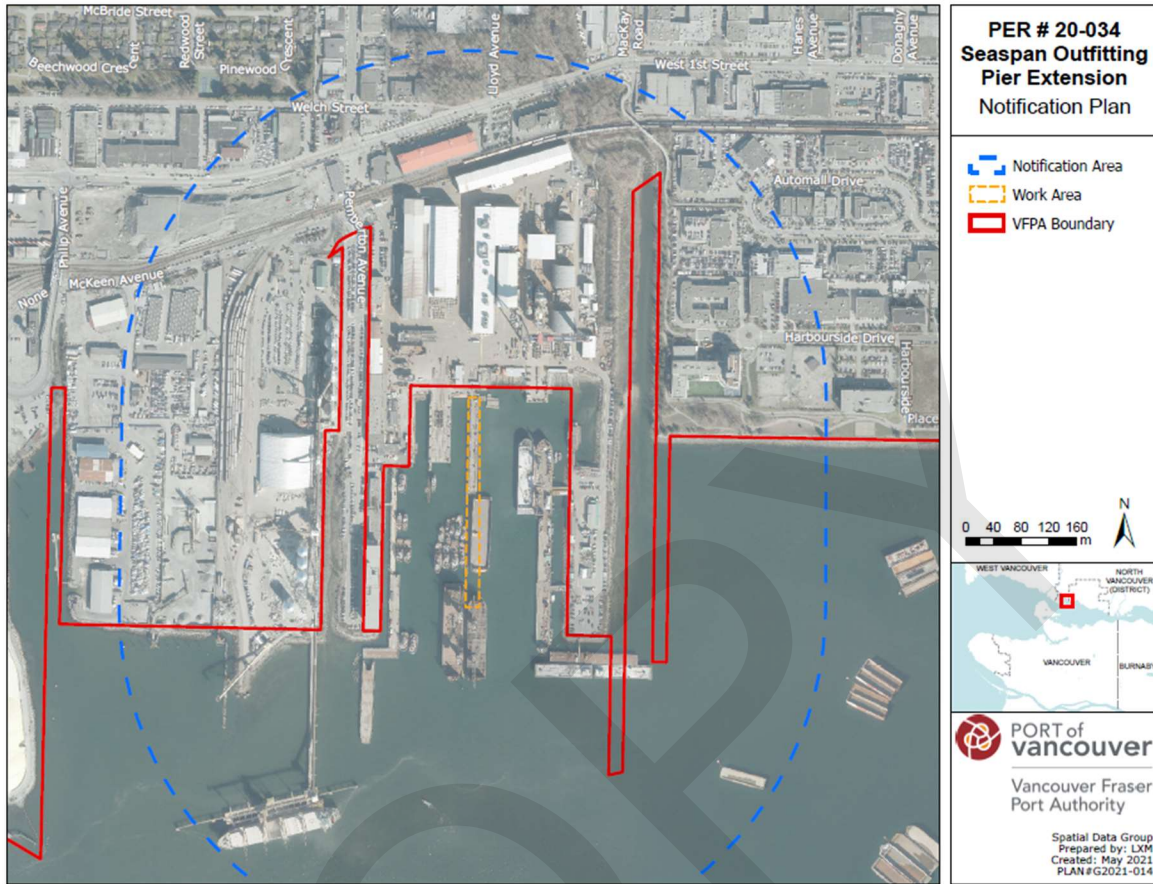 PER # 20-034
Seaspan Outfitting
Pier Extension
Notification Plan
Notification Area
Work Area
VFPA Boundary
McBride Street
Redwood
Street
Beechwood Cres
cent
Pinewood
Crescent
Lloyd Avenue
MacKay
Road
West 1st Street
Hanes
Avenue
Donaghy
Avenue
Welch Street
Automall Drive
Philip Avenue
Pemberton Avenue
McKeen Avenue
None
Harbourside Drive
Harbourside
Place
N
0 40 80 120 160
m
WEST VANCOUVER
NORTH
VANCOUVER
(DISTRICT)
VANCOUVER
BURNABY
PORT of
vancouver
Vancouver Fraser
Port Authority
Spatial Data Group
Prepared by: LXM
Created: May 2021
PLAN#G2021-014
COPY